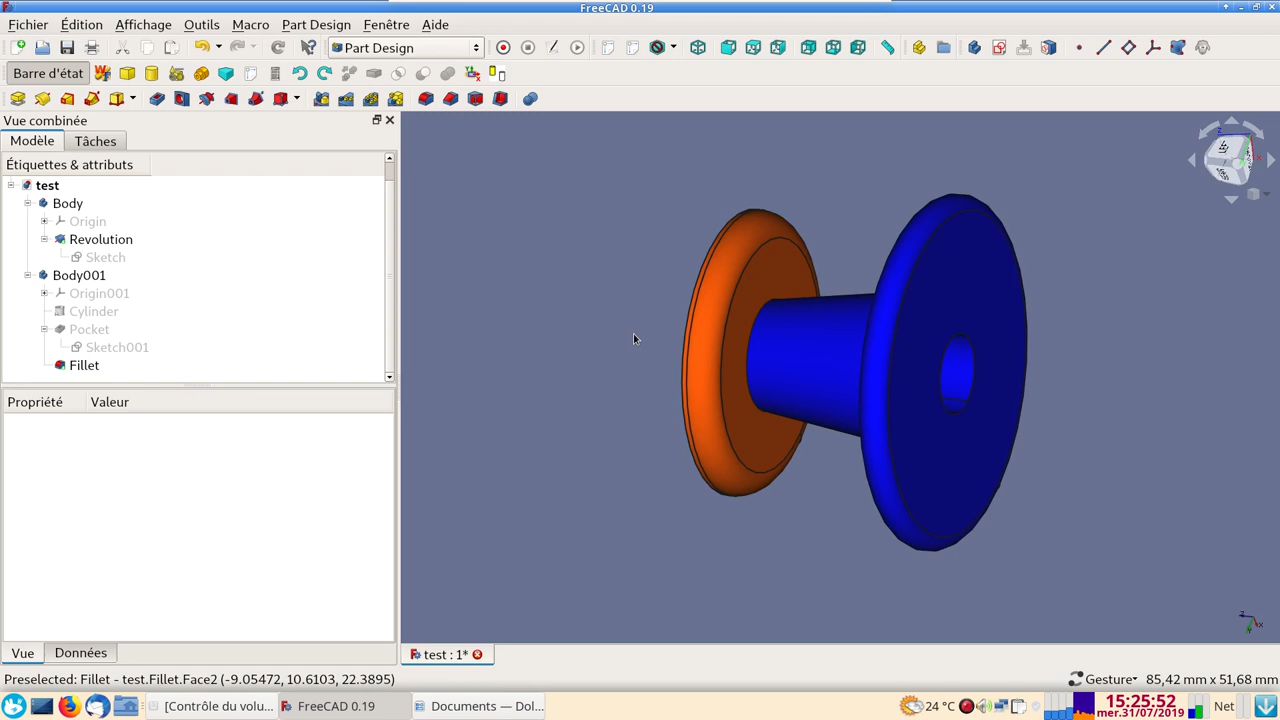 FreeCAD 0.19
Fichier Édition Affichage Outils Macro Part Design Fenêtre Aide
Part Design
Barre d'état
Vue combinée
Modèle Tâches
Étiquettes & attributs
test
Body
Origin
Revolution
Sketch
Body001
Origin001
Cylinder
Pocket
Sketch001
Fillet
Propriété Valeur
Vue Données
test : 1*
Preselected: Fillet - test.Fillet.Face2 (-9.05472, 10.6103, 22.3895)
Gesture 85,42 mm x 51,68 mm
[Contrôle du volu... FreeCAD 0.19 Documents — Dol...
24 °C
15:25:52
mer.31/07/2019
Net